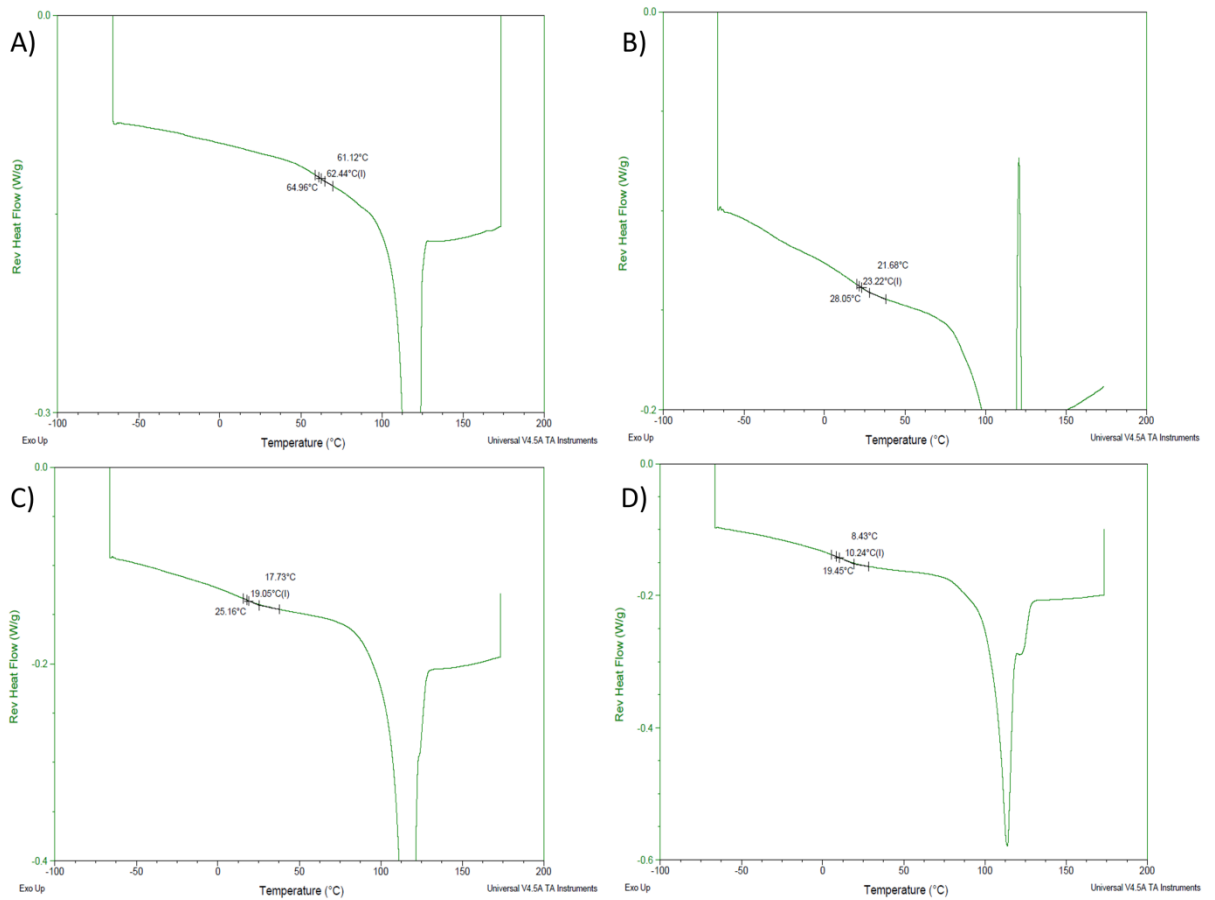 A)
0.0
61.12°C
62.44°C(I)
64.96°C
Rev Heat Flow (W/g)
-0.3
-100
-50
0
50
100
150
200
Exo Up
Temperature (°C)
Universal V4.5A TA Instruments
B)
0.0
21.68°C
23.22°C(I)
28.05°C
Rev Heat Flow (W/g)
-0.2
-100
-50
0
50
100
150
200
Exo Up
Temperature (°C)
Universal V4.5A TA Instruments
C)
0.0
17.73°C
19.05°C(I)
25.16°C
-0.2
Rev Heat Flow (W/g)
-0.4
-100
-50
0
50
100
150
200
Exo Up
Temperature (°C)
Universal V4.5A TA Instruments
D)
0.0
8.43°C
10.24°C(I)
19.45°C
-0.2
Rev Heat Flow (W/g)
-0.4
-0.6
-100
-50
0
50
100
150
200
Exo Up
Temperature (°C)
Universal V4.5A TA Instruments